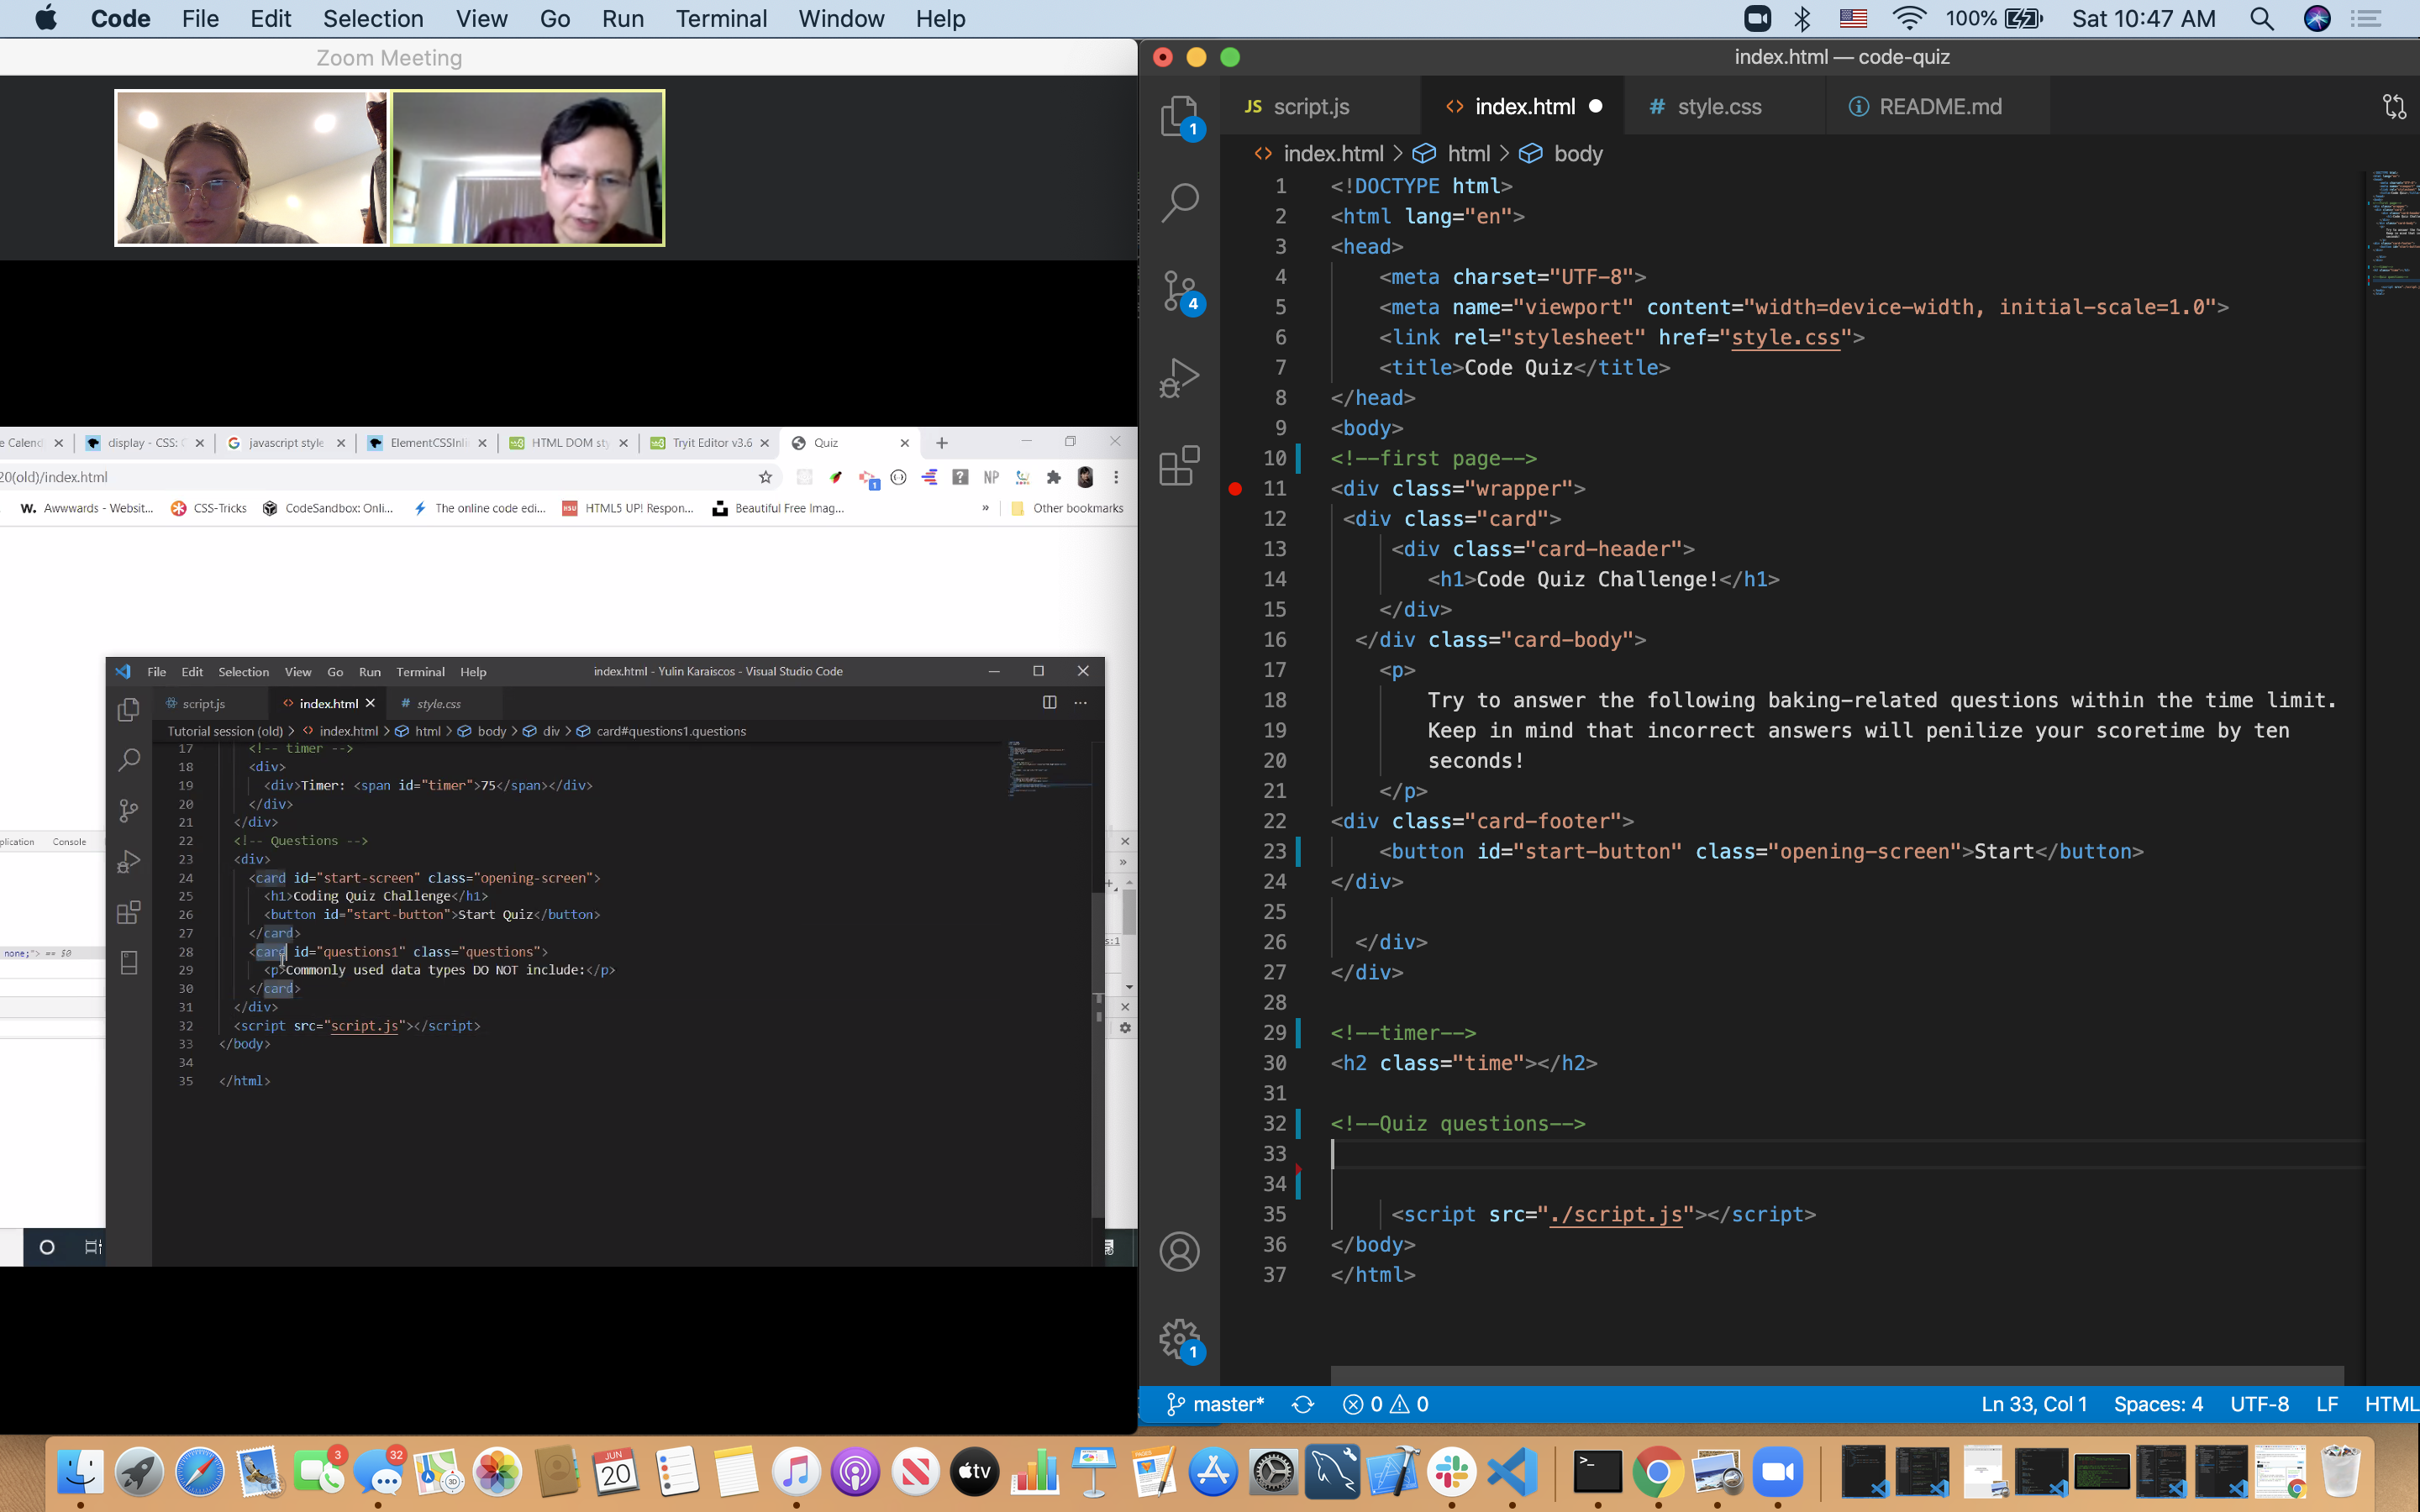 Code File Edit Selection View Go Run Terminal Window Help 100% Sat 10:47 AM
Zoom Meeting
index.html — code-quiz
JS script.js <> index.html # style.css README.md
<> index.html > html > body
1 <!DOCTYPE html>
2 <html lang="en">
3 <head>
4 <meta charset="UTF-8">
5 <meta name="viewport" content="width=device-width, initial-scale=1.0">
6 <link rel="stylesheet" href="style.css">
7 <title>Code Quiz</title>
8 </head>
9 <body>
10 <!--first page-->
11 <div class="wrapper">
12 <div class="card">
13 <div class="card-header">
14 <h1>Code Quiz Challenge!</h1>
15 </div>
16 </div class="card-body">
17 <p>
18 Try to answer the following baking-related questions within the time limit.
19 Keep in mind that incorrect answers will penilize your scoretime by ten
20 seconds!
21 </p>
22 <div class="card-footer">
23 <button id="start-button" class="opening-screen">Start</button>
24 </div>
25
26 </div>
27 </div>
28
29 <!--timer-->
30 <h2 class="time"></h2>
31
32 <!--Quiz questions-->
33
34
35 <script src="./script.js"></script>
36 </body>
37 </html>
1
4
1
master* 0 0 Ln 33, Col 1 Spaces: 4 UTF-8 LF HTML
e Calend display - CSS: C javascript style ElementCSSInli HTML DOM sty Tryit Editor v3.6 Quiz
20(old)/index.html
NP
1
W. Awwwards - Websit... CSS-Tricks CodeSandbox: Onli... The online code edi... HTML5 UP! Respon... Beautiful Free Imag... » Other bookmarks
File Edit Selection View Go Run Terminal Help index.html - Yulin Karaiscos - Visual Studio Code
script.js <> index.html # style.css
Tutorial session (old) > <> index.html > html > body > div > card#questions1.questions
17 <!-- timer -->
18 <div>
19 <div>Timer: <span id="timer">75</span></div>
20 </div>
21 </div>
22 <!-- Questions -->
23 <div>
24 <card id="start-screen" class="opening-screen">
25 <h1>Coding Quiz Challenge</h1>
26 <button id="start-button">Start Quiz</button>
27 </card>
28 <card id="questions1" class="questions">
29 <p>Commonly used data types DO NOT include:</p>
30 </card>
31 </div>
32 <script src="script.js"></script>
33 </body>
34
35 </html>
plication Console
none;"> == $0
s:1
3
32
JUN
20
tv